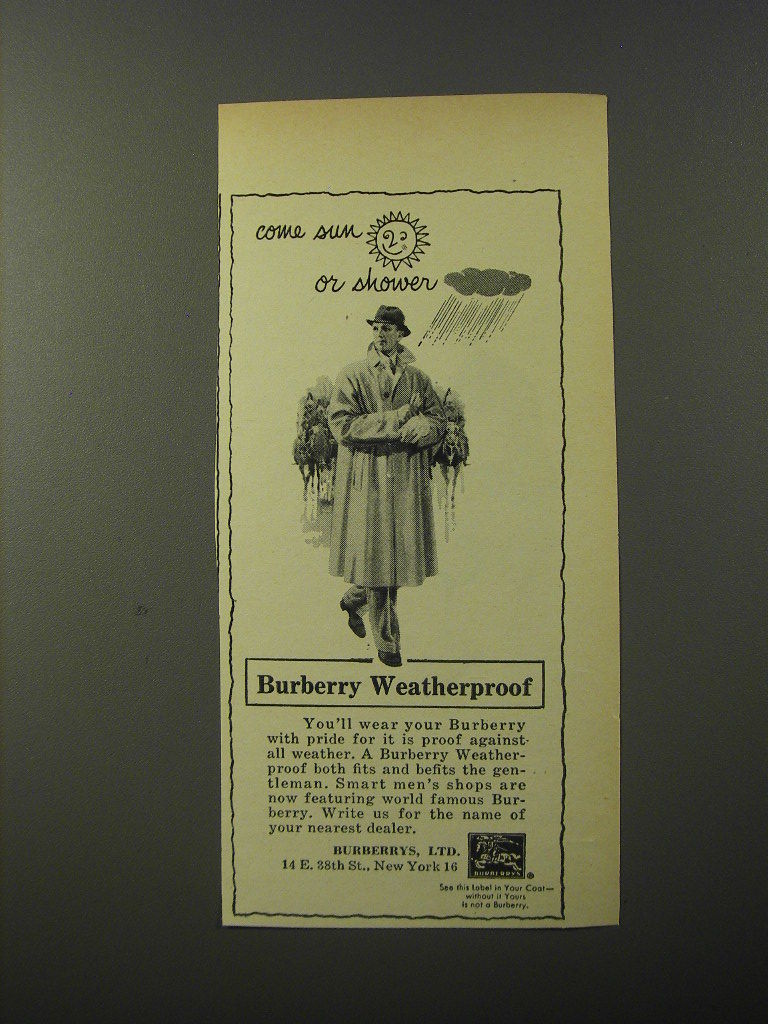 come sun
or shower
Burberry Weatherproof
You'll wear your Burberry
with pride for it is proof against
all weather. A Burberry Weather-
proof both fits and befits the gen-
tleman. Smart men's shops are
now featuring world famous Bur-
berry. Write us for the name of
your nearest dealer.
BURBERRYS, LTD.
14 E. 38th St., New York 16
BURBERRYS ®
See this Label in Your Coat—
without it Yours
is not a Burberry.